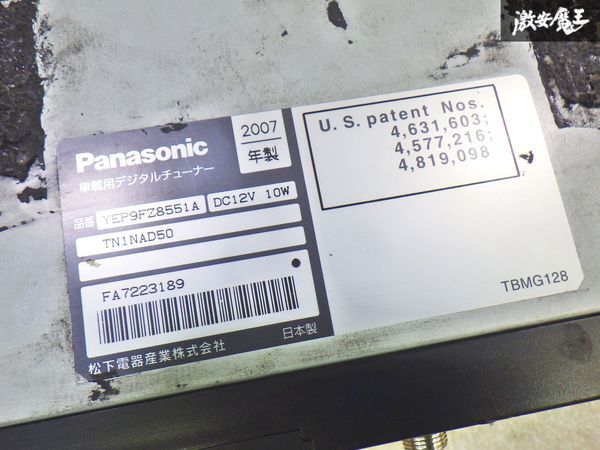 激安魔王
Panasonic
2007
年製
車載用デジタルチューナー
品番 YEP9FZ8551A DC12V 10W
TN1NAD50
FA7223189
松下電器産業株式会社 日本製
U.S. patent Nos.
4,631,603;
4,577,216;
4,819,098
TBMG128